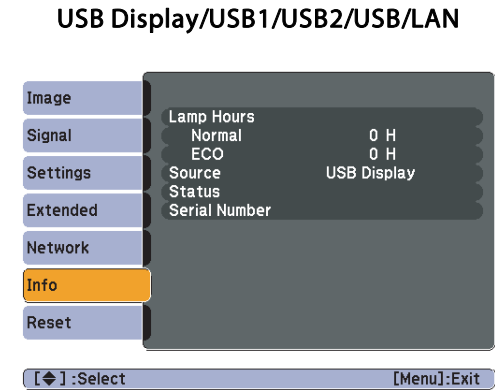 USB Display/USB1/USB2/USB/LAN
Image
Signal
Settings
Extended
Network
Info
Reset
Lamp Hours
Normal 0 H
ECO 0 H
Source USB Display
Status
Serial Number
[◆] :Select [Menu]:Exit